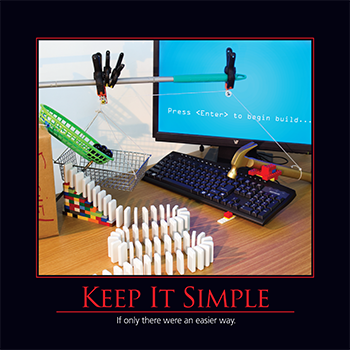 Press <Enter> to begin build...
KEEP IT SIMPLE
If only there were an easier way.